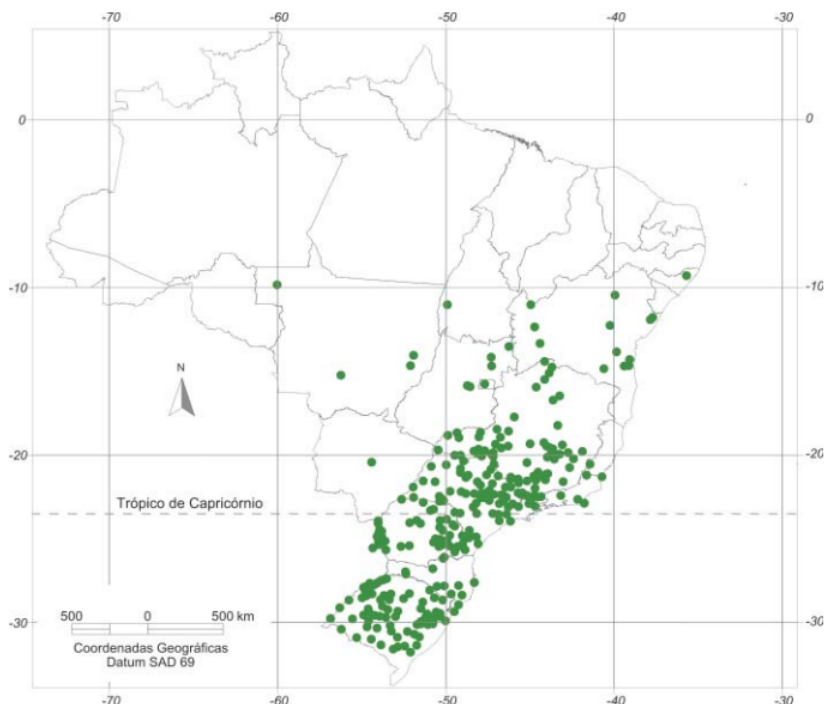 -70 -60 -50 -40 -30
0 0
-10 -10
N
-20 -20
Trópico de Capricórnio
500 0 500 km
-30 -30
Coordenadas Geográficas
Datum SAD 69
-70 -60 -50 -40 -30